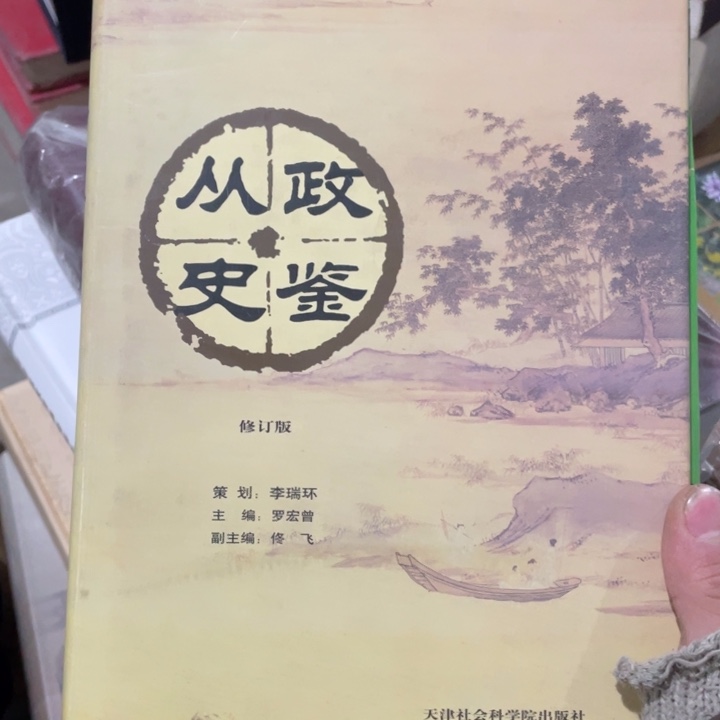 从政
史鉴
修订版
策 划：李瑞环
主 编：罗宏曾
副主编：佟 飞
天津社会科学院出版社